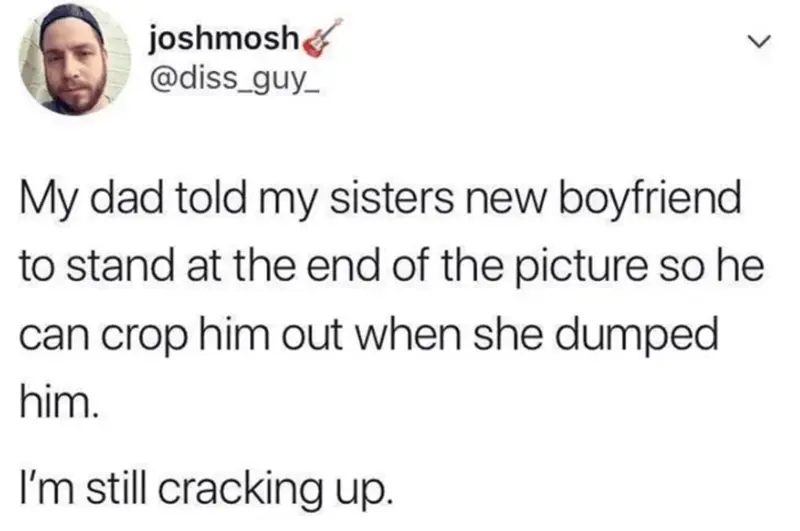 joshmosh🎸
@diss_guy_
My dad told my sisters new boyfriend
to stand at the end of the picture so he
can crop him out when she dumped
him.
I'm still cracking up.